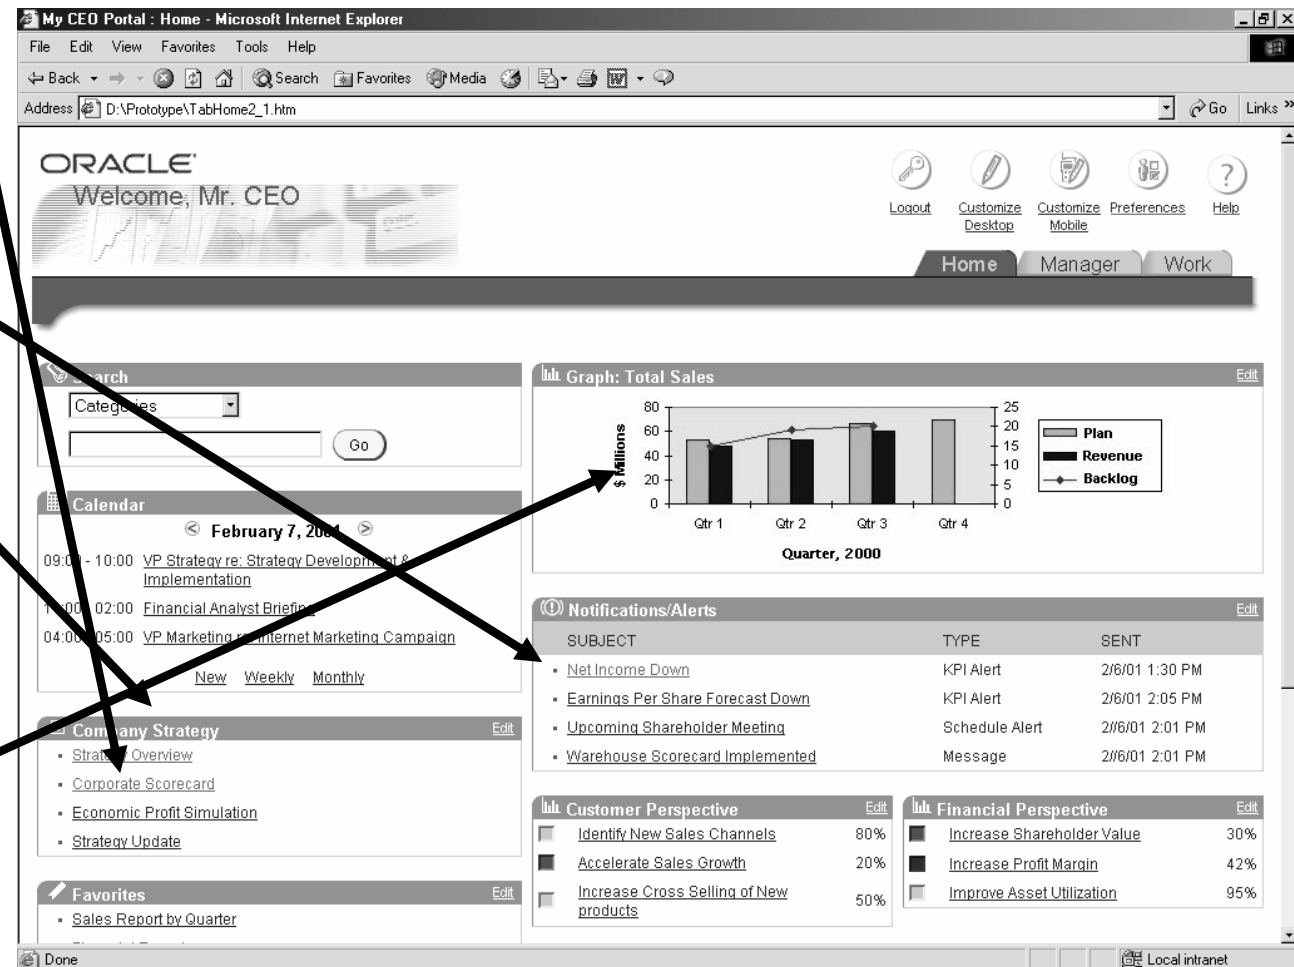 My CEO Portal : Home - Microsoft Internet Explorer
File Edit View Favorites Tools Help
Back Search Favorites Media
Address D:\Prototype\TabHome2_1.htm Go Links »
ORACLE
Welcome, Mr. CEO
Logout Customize Desktop Customize Mobile Preferences Help
Home Manager Work
Search
Categories
Go
Calendar
February 7, 2001
09:00 - 10:00 VP Strategy re: Strategy Development &
Implementation
02:00 Financial Analyst Briefing
04:00 05:00 VP Marketing re: Internet Marketing Campaign
New Weekly Monthly
Company Strategy Edit
Strategy Overview
Corporate Scorecard
Economic Profit Simulation
Strategy Update
Favorites Edit
Sales Report by Quarter
Graph: Total Sales Edit
$ Millions
80
60
40
20
0
25
20
15
10
5
0
Qtr 1 Qtr 2 Qtr 3 Qtr 4
Quarter, 2000
Plan
Revenue
Backlog
Notifications/Alerts Edit
SUBJECT TYPE SENT
Net Income Down KPI Alert 2/6/01 1:30 PM
Earnings Per Share Forecast Down KPI Alert 2/6/01 2:05 PM
Upcoming Shareholder Meeting Schedule Alert 2//6/01 2:01 PM
Warehouse Scorecard Implemented Message 2//6/01 2:01 PM
Customer Perspective Edit
Identify New Sales Channels 80%
Accelerate Sales Growth 20%
Increase Cross Selling of New
products 50%
Financial Perspective Edit
Increase Shareholder Value 30%
Increase Profit Margin 42%
Improve Asset Utilization 95%
Done Local intranet